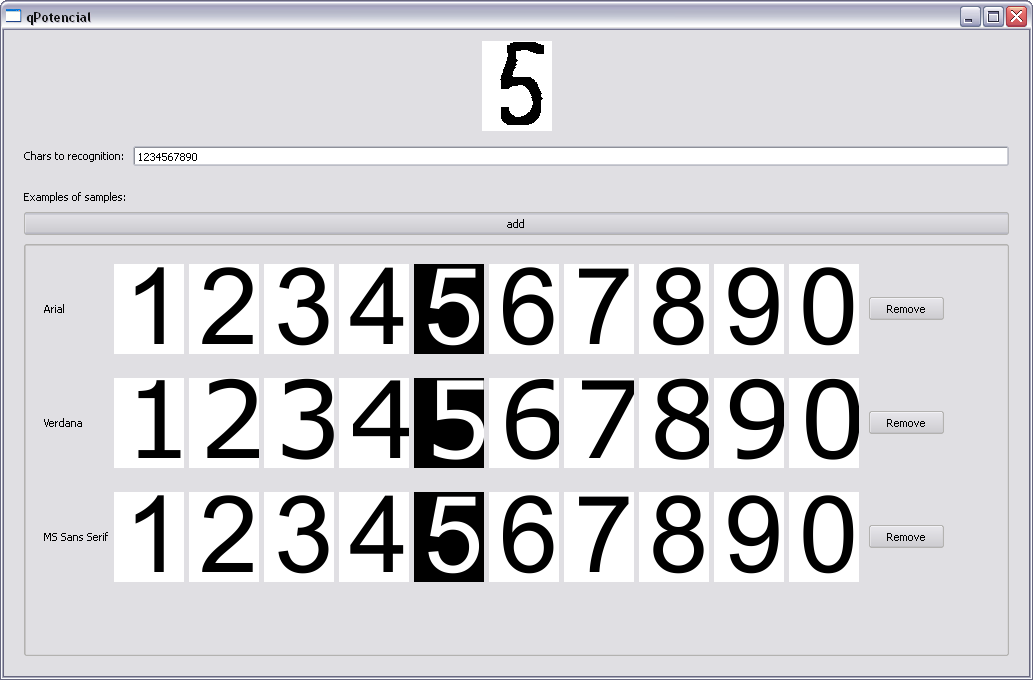 qPotencial
5
Chars to recognition: 1234567890
Examples of samples:
add
Arial 1 2 3 4 5 6 7 8 9 0 Remove
Verdana 1 2 3 4 5 6 7 8 9 0 Remove
MS Sans Serif 1 2 3 4 5 6 7 8 9 0 Remove